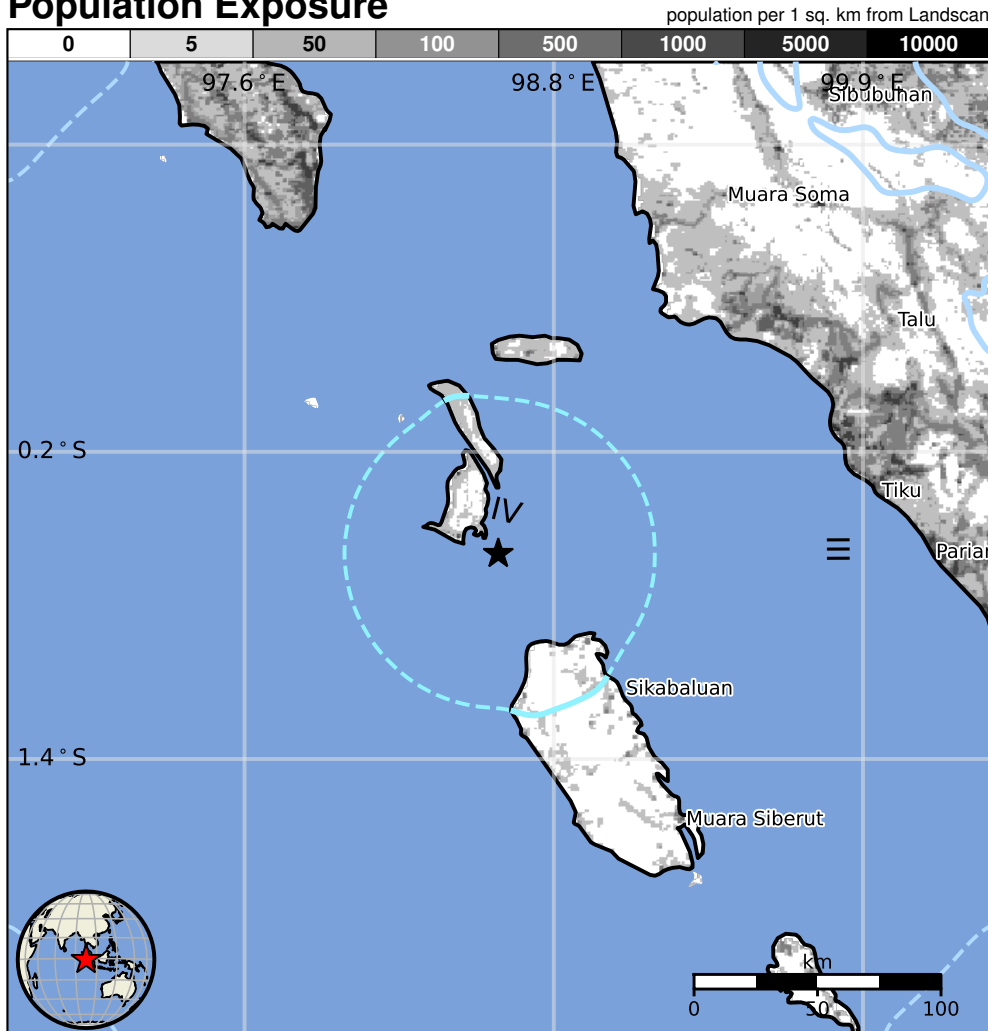 Population Exposure
population per 1 sq. km from Landscan
0 5 50 100 500 1000 5000 10000
97.6°E 98.8°E 99.9°E
Sibuhuan
Muara Soma
Talu
0.2°S
Tiku
IV
III
Parian
Sikabaluan
1.4°S
Muara Siberut
km
0 50 100